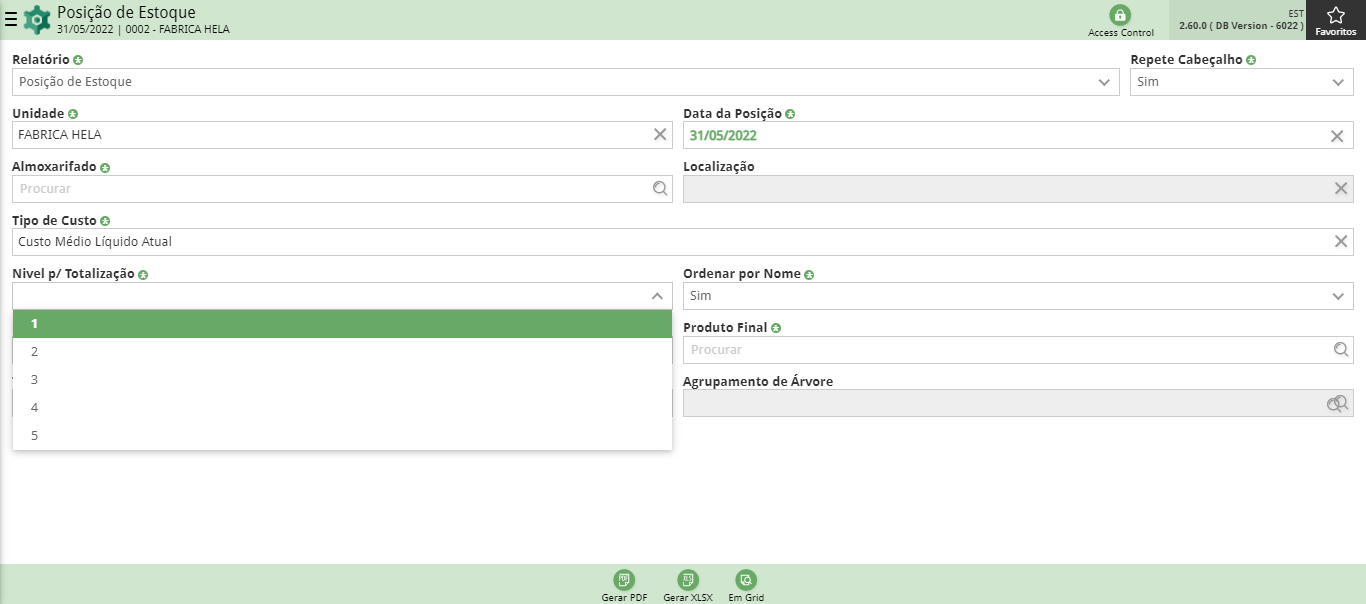 Posição de Estoque
31/05/2022 | 0002 - FABRICA HELA
Access Control
EST
2.60.0 ( DB Version - 6022 )
Favoritos
Relatório
Repete Cabeçalho
Posição de Estoque
Sim
Unidade
Data da Posição
FABRICA HELA
31/05/2022
Almoxarifado
Localização
Procurar
Tipo de Custo
Custo Médio Líquido Atual
Nivel p/ Totalização
Ordenar por Nome
Sim
1
Produto Final
2
Procurar
3
Agrupamento de Árvore
4
5
Gerar PDF
Gerar XLSX
Em Grid